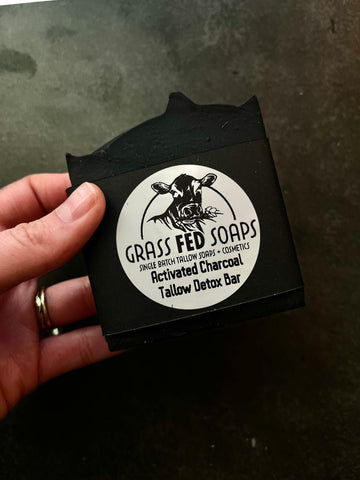 GRASS FED SOAPS
SINGLE BATCH TALLOW SOAPS + COSMETICS
Activated Charcoal
Tallow Detox Bar